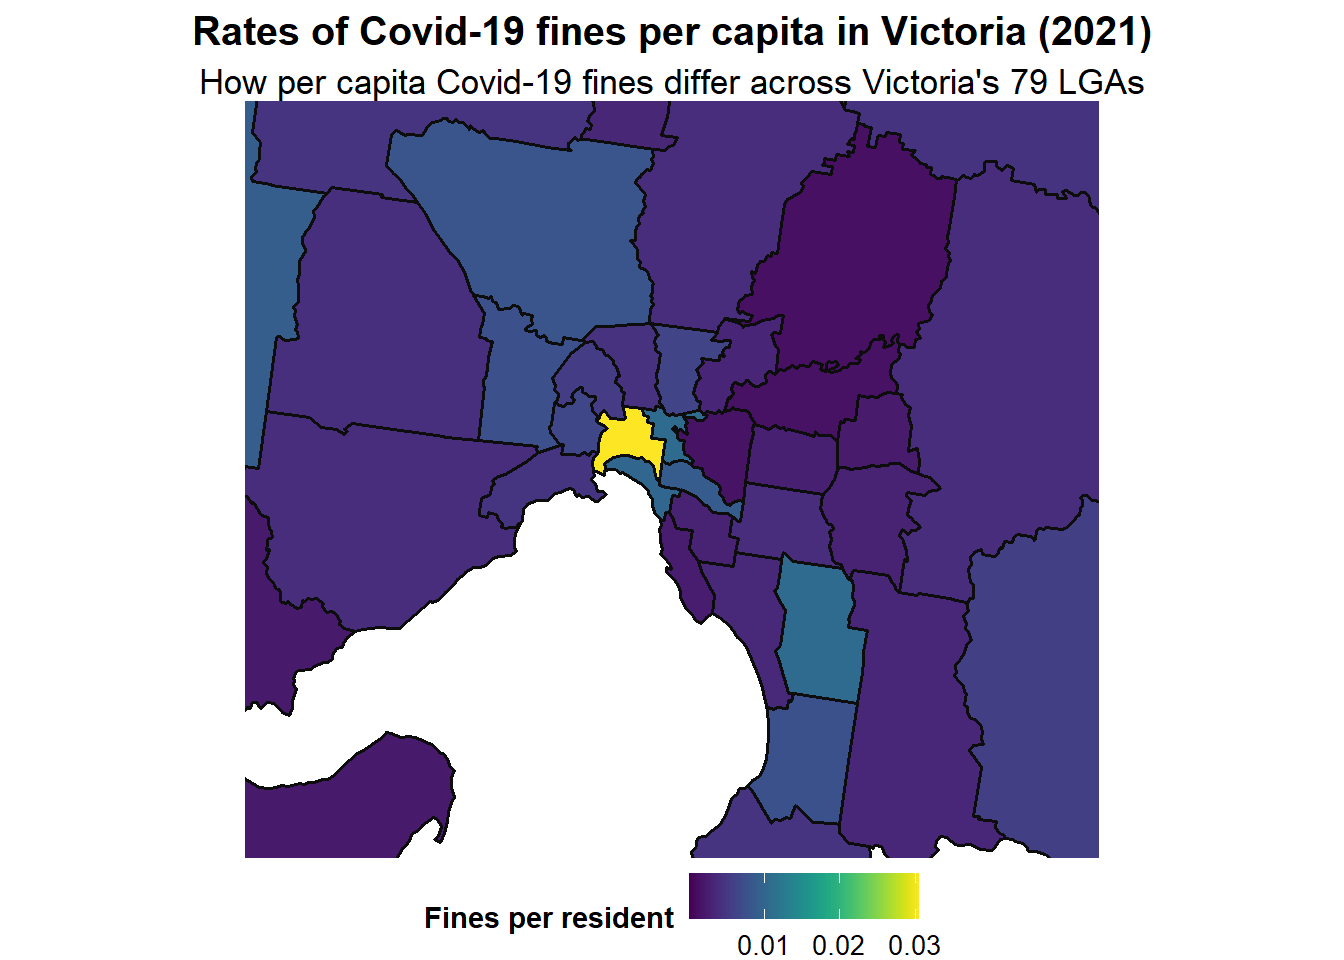 Rates of Covid-19 fines per capita in Victoria (2021)
How per capita Covid-19 fines differ across Victoria's 79 LGAs
Fines per resident
0.01 0.02 0.03